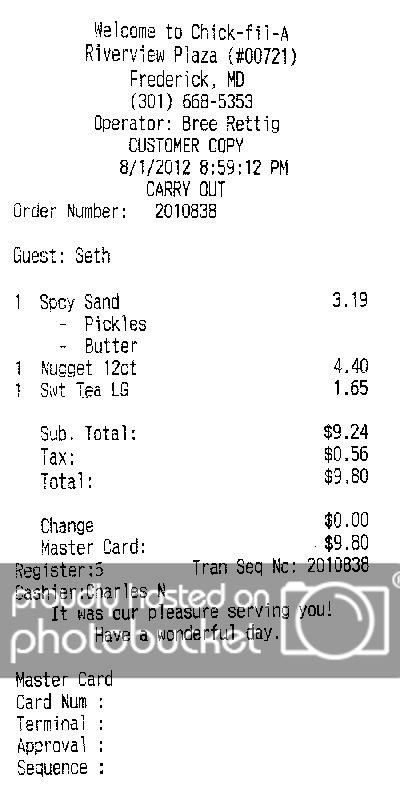 Welcome to Chick-fil-A
Riverview Plaza (#00721)
Frederick, MD
(301) 668-5353
Operator: Bree Rettig
CUSTOMER COPY
8/1/2012 8:59:12 PM
CARRY OUT
Order Number: 2010838
Guest: Seth
1 Spcy Sand 3.19
- Pickles
- Butter
1 Nugget 12ct 4.40
1 Swt Tea LG 1.65
Sub. Total: $9.24
Tax: $0.56
Total: $9.80
Change $0.00
Master Card: $9.80
Register:5 Tran Seq No: 2010838
Cashier:Charles N
It was our pleasure serving you!
Have a wonderful day.
proudly hosted on
photobucket
Master Card
Card Num :
Terminal :
Approval :
Sequence :